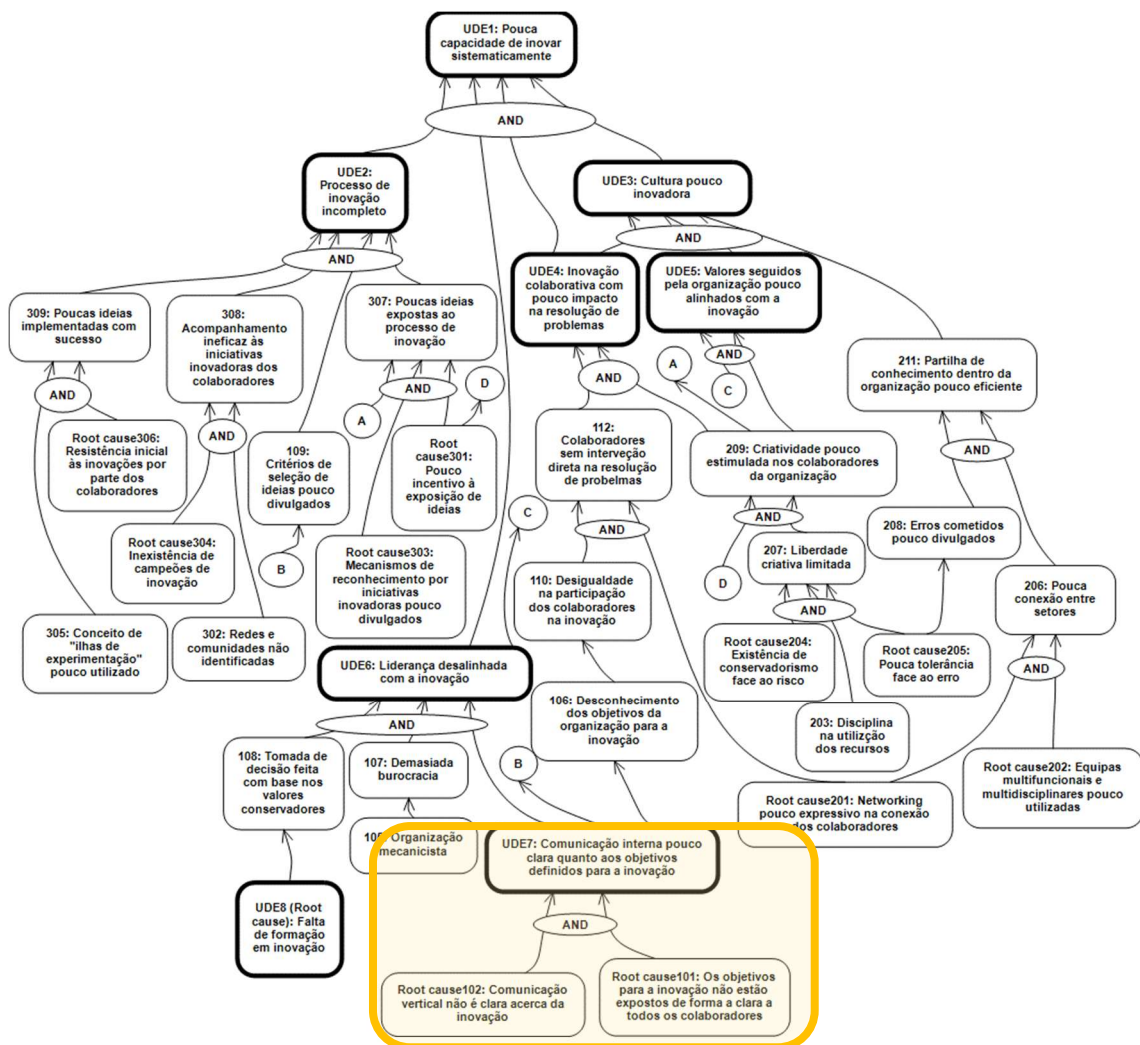 UDE1: Pouca
capacidade de inovar
sistematicamente
AND
UDE2:
Processo de
inovação
incompleto
UDE3: Cultura pouco
inovadora
AND
AND
UDE4: Inovação
colaborativa com
pouco impacto
na resolução de
problemas
UDE5: Valores seguidos
pela organização pouco
alinhados com a
inovação
309: Poucas ideias
implementadas com
sucesso
308:
Acompanhamento
ineficaz às
iniciativas
inovadoras dos
colaboradores
307: Poucas ideias
expostas ao
processo de
inovação
211: Partilha de
conhecimento dentro da
organização pouco eficiente
AND
AND
AND
AND
D
A
C
A
AND
Root cause306:
Resistência inicial
às inovações por
parte dos
colaboradores
AND
109:
Critérios de
seleção de
ideias pouco
divulgados
Root
cause301:
Pouco
incentivo à
exposição de
ideias
112:
Colaboradores
sem interveção
direta na resolução
de probelmas
209: Criatividade pouco
estimulada nos colaboradores
da organização
AND
C
AND
AND
208: Erros cometidos
pouco divulgados
Root cause304:
Inexistência de
campeões de
inovação
B
Root cause303:
Mecanismos de
reconhecimento por
iniciativas
inovadoras pouco
divulgados
110: Desigualdade
na participação
dos colaboradores
na inovação
D
207: Liberdade
criativa limitada
206: Pouca
conexão entre
setores
AND
305: Conceito de
"ilhas de
experimentação"
pouco utilizado
302: Redes e
comunidades não
identificadas
UDE6: Liderança desalinhada
com a inovação
Root cause204:
Existência de
conservadorismo
face ao risco
Root cause205:
Pouca tolerância
face ao erro
AND
AND
106: Desconhecimento
dos objetivos da
organização para a
inovação
203: Disciplina
na utilizção
dos recursos
108: Tomada de
decisão feita
com base nos
valores
conservadores
107: Demasiada
burocracia
B
Root cause201: Networking
pouco expressivo na conexão
dos colaboradores
Root cause202: Equipas
multifuncionais e
multidisciplinares pouco
utilizadas
Organização
mecanicista
UDE7: Comunicação interna pouco
clara quanto aos objetivos
definidos para a inovação
UDE8 (Root
cause): Falta
de formação
em inovação
AND
Root cause102: Comunicação
vertical não é clara acerca da
inovação
Root cause101: Os objetivos
para a inovação não estão
expostos de forma a clara a
todos os colaboradores